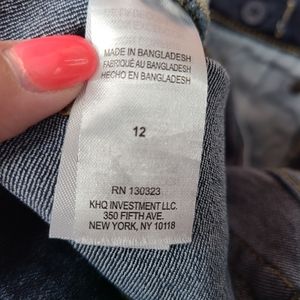 MADE IN BANGLADESH
FABRIQUÉ AU BANGLADESH
HECHO EN BANGLADESH
12
RN 130323
KHQ INVESTMENT LLC.
350 FIFTH AVE.
NEW YORK, NY 10118